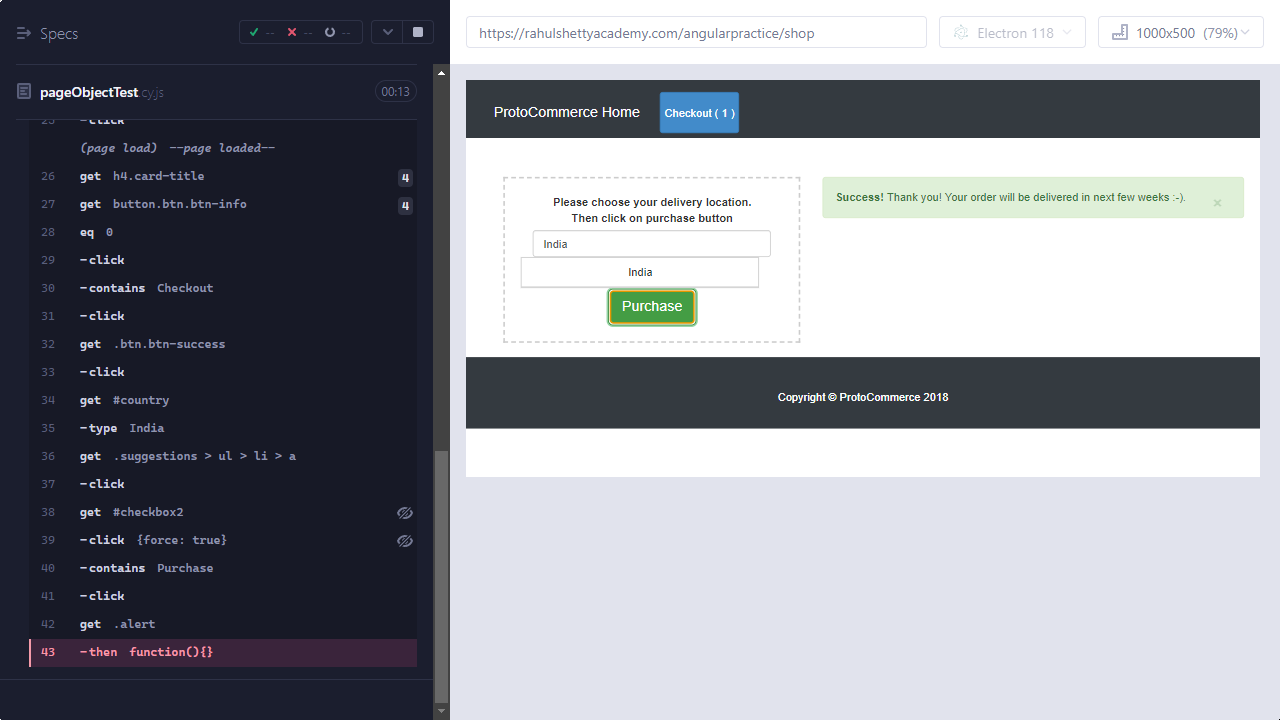 Specs
-- -- --
pageObjectTest.cy.js 00:13
-click
(page load) --page loaded--
26 get h4.card-title 4
27 get button.btn.btn-info 4
28 eq 0
29 -click
30 -contains Checkout
31 -click
32 get .btn.btn-success
33 -click
34 get #country
35 -type India
36 get .suggestions > ul > li > a
37 -click
38 get #checkbox2
39 -click {force: true}
40 -contains Purchase
41 -click
42 get .alert
43 -then function(){}
https://rahulshettyacademy.com/angularpractice/shop
Electron 118
1000x500 (79%)
ProtoCommerce Home
Checkout ( 1 )
Please choose your delivery location.
Then click on purchase button
India
India
Purchase
Success! Thank you! Your order will be delivered in next few weeks :-).
×
Copyright © ProtoCommerce 2018